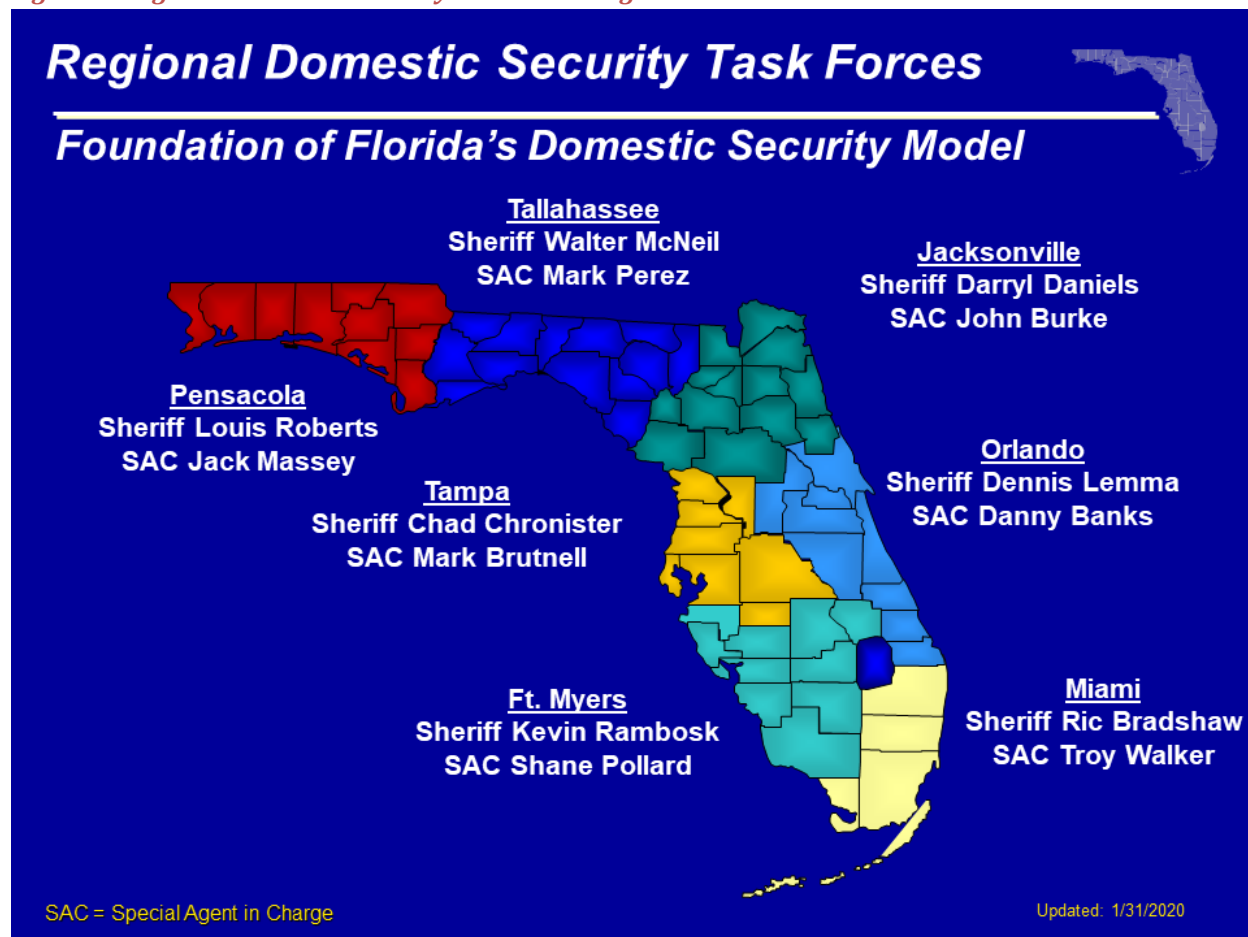 Regional Domestic Security Task Forces
Foundation of Florida's Domestic Security Model
Tallahassee
Sheriff Walter McNeil
SAC Mark Perez
Jacksonville
Sheriff Darryl Daniels
SAC John Burke
Pensacola
Sheriff Louis Roberts
SAC Jack Massey
Orlando
Sheriff Dennis Lemma
SAC Danny Banks
Tampa
Sheriff Chad Chronister
SAC Mark Brutnell
Ft. Myers
Sheriff Kevin Rambosk
SAC Shane Pollard
Miami
Sheriff Ric Bradshaw
SAC Troy Walker
SAC = Special Agent in Charge
Updated: 1/31/2020